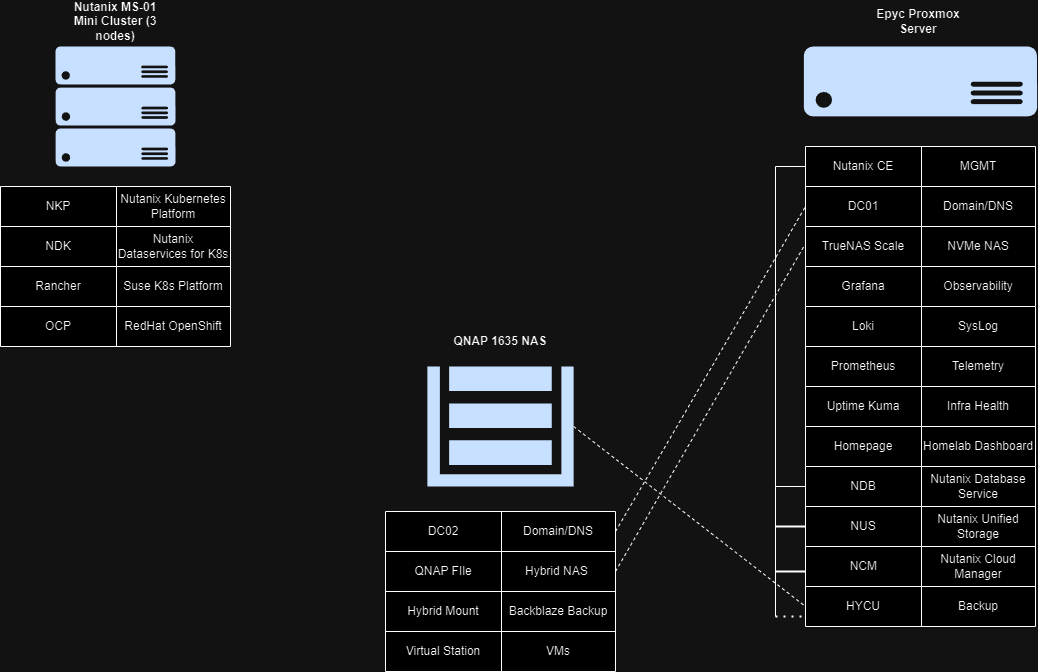 Nutanix MS-01
Mini Cluster (3
nodes)
NKP
Nutanix Kubernetes
Platform
NDK
Nutanix
Dataservices for K8s
Rancher
Suse K8s Platform
OCP
RedHat OpenShift
QNAP 1635 NAS
DC02
Domain/DNS
QNAP FIle
Hybrid NAS
Hybrid Mount
Backblaze Backup
Virtual Station
VMs
Epyc Proxmox
Server
Nutanix CE
MGMT
DC01
Domain/DNS
TrueNAS Scale
NVMe NAS
Grafana
Observability
Loki
SysLog
Prometheus
Telemetry
Uptime Kuma
Infra Health
Homepage
Homelab Dashboard
NDB
Nutanix Database
Service
NUS
Nutanix Unified
Storage
NCM
Nutanix Cloud
Manager
HYCU
Backup